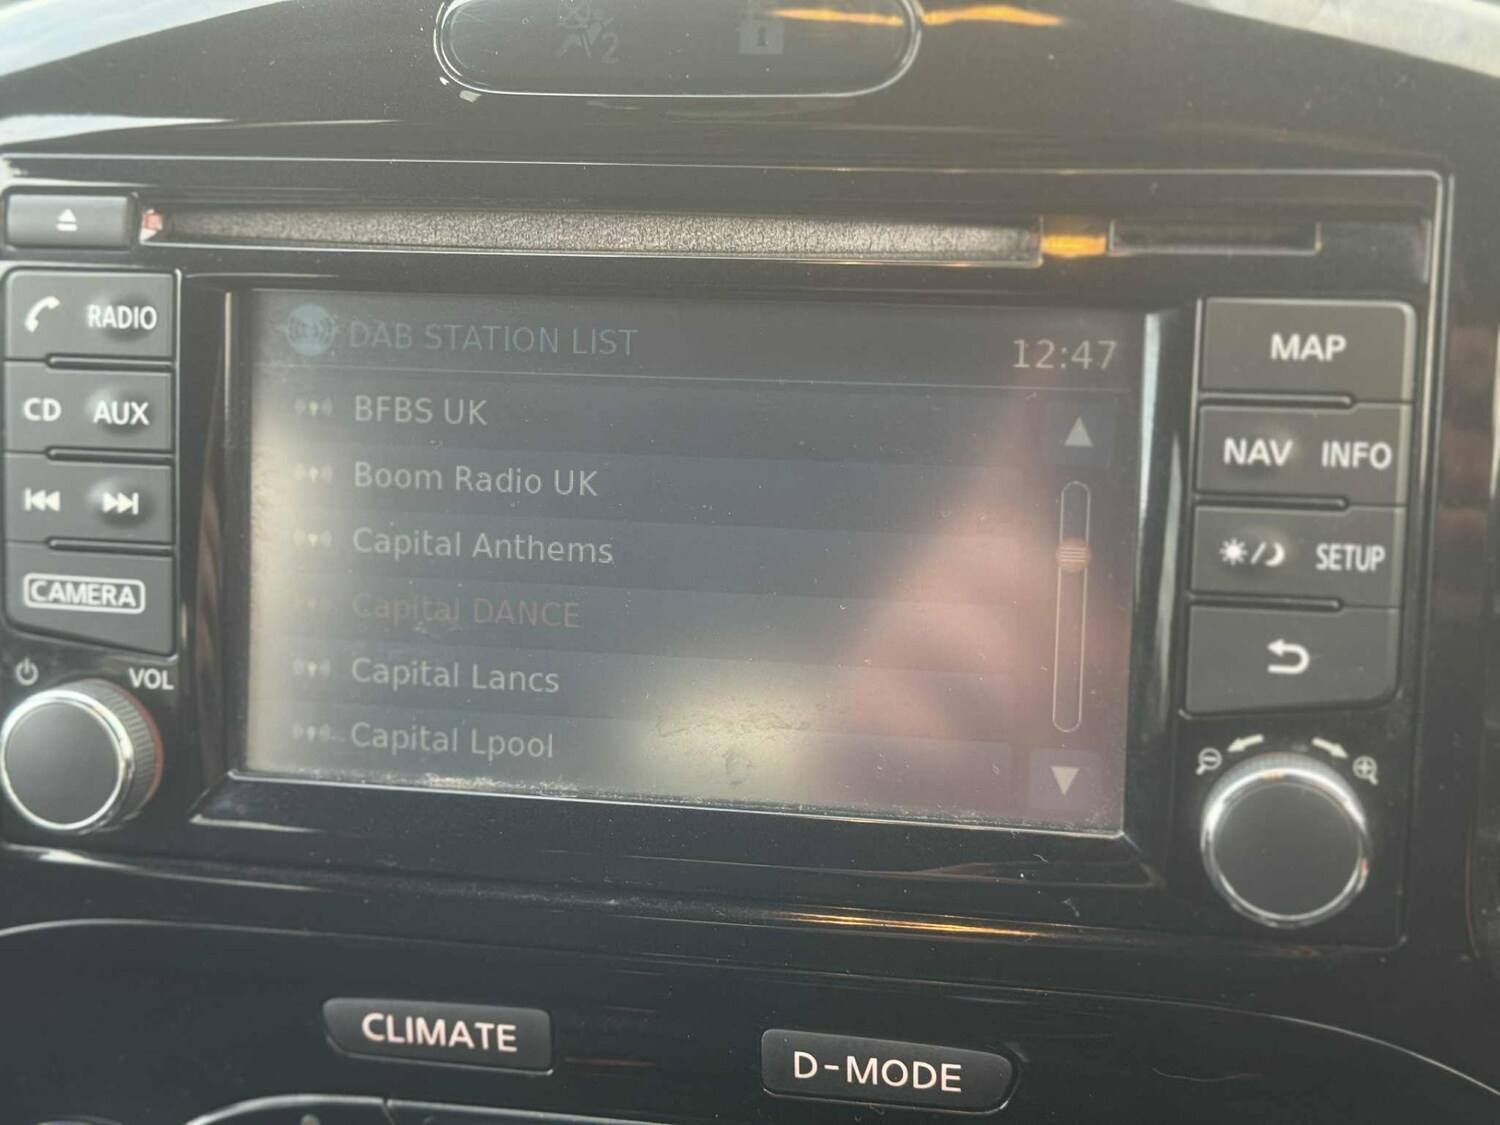 2
RADIO
CD AUX
CAMERA
VOL
DAB STATION LIST
12:47
BFBS UK
Boom Radio UK
Capital Anthems
Capital DANCE
Capital Lancs
Capital Lpool
MAP
NAV INFO
SETUP
CLIMATE
D-MODE